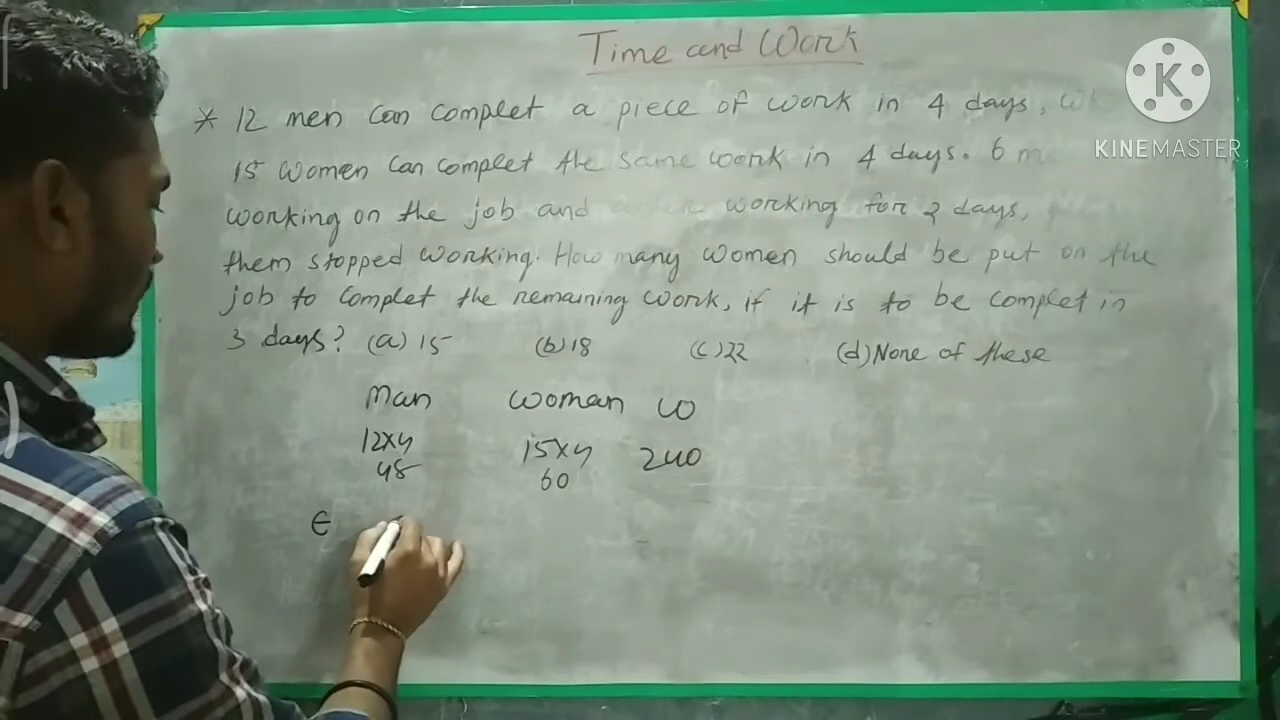 Time and Work
* 12 men can complet a piece of work in 4 days,
15 women can complet the same work in 4 days. 6
working on the job and working for 2 days,
them stopped working. How many women should be put on the
job to complet the remaining work, if it is to be complet in
3 days? (a) 15 (b) 18 (c) 22 (d) None of these
Man woman W
12x4 15x4 240
48 60
E
K
KINEMASTER